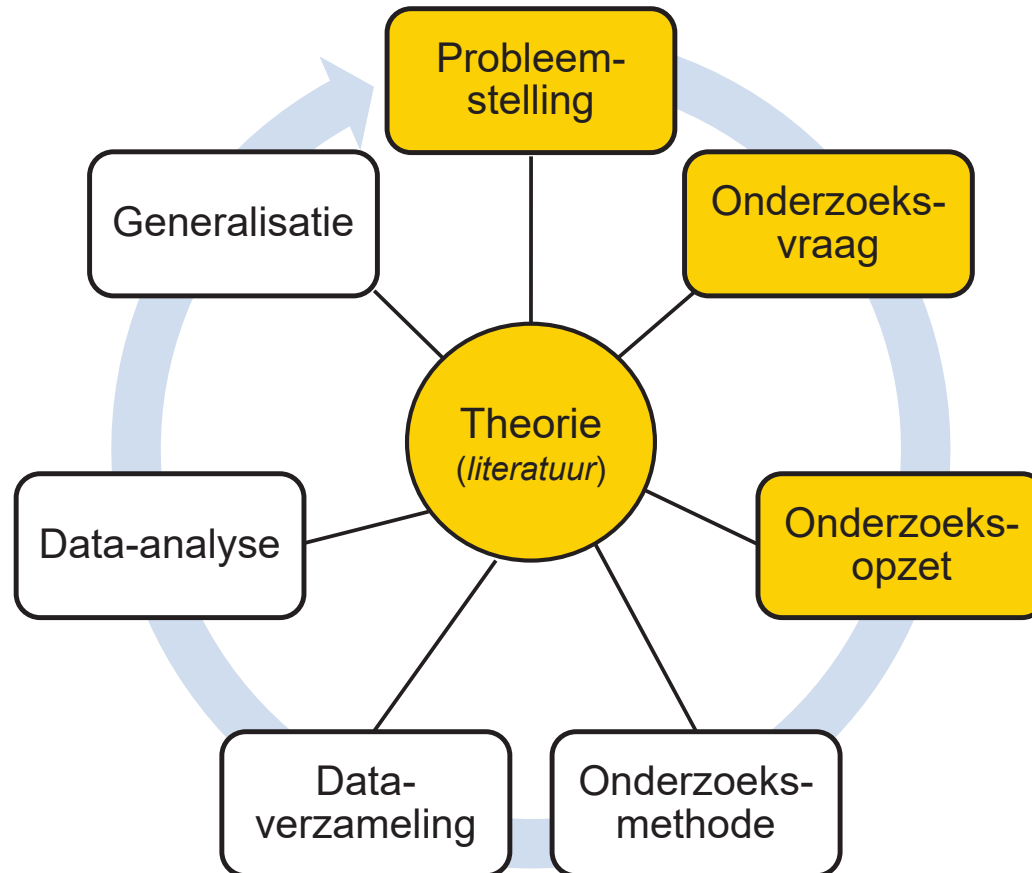 Probleem-
stelling
Onderzoeks-
vraag
Onderzoeks-
opzet
Onderzoeks-
methode
Data-
verzameling
Data-analyse
Generalisatie
Theorie
(literatuur)